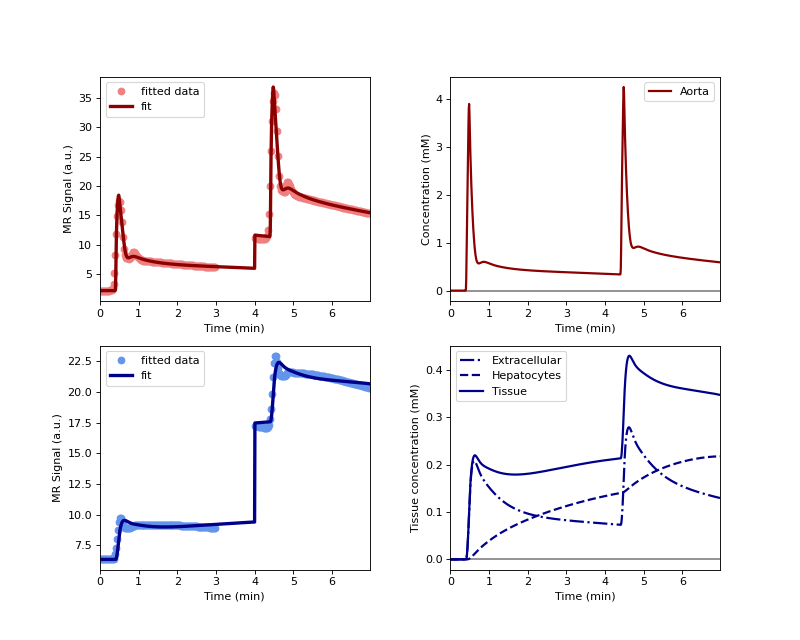 MR Signal (a.u.)
35
30
25
20
15
10
5
fitted data
fit
0 1 2 3 4 5 6
Time (min)
Concentration (mM)
4
3
2
1
0
Aorta
0 1 2 3 4 5 6
Time (min)
MR Signal (a.u.)
22.5
20.0
17.5
15.0
12.5
10.0
7.5
fitted data
fit
0 1 2 3 4 5 6
Time (min)
Tissue concentration (mM)
0.4
0.3
0.2
0.1
0.0
Extracellular
Hepatocytes
Tissue
0 1 2 3 4 5 6
Time (min)